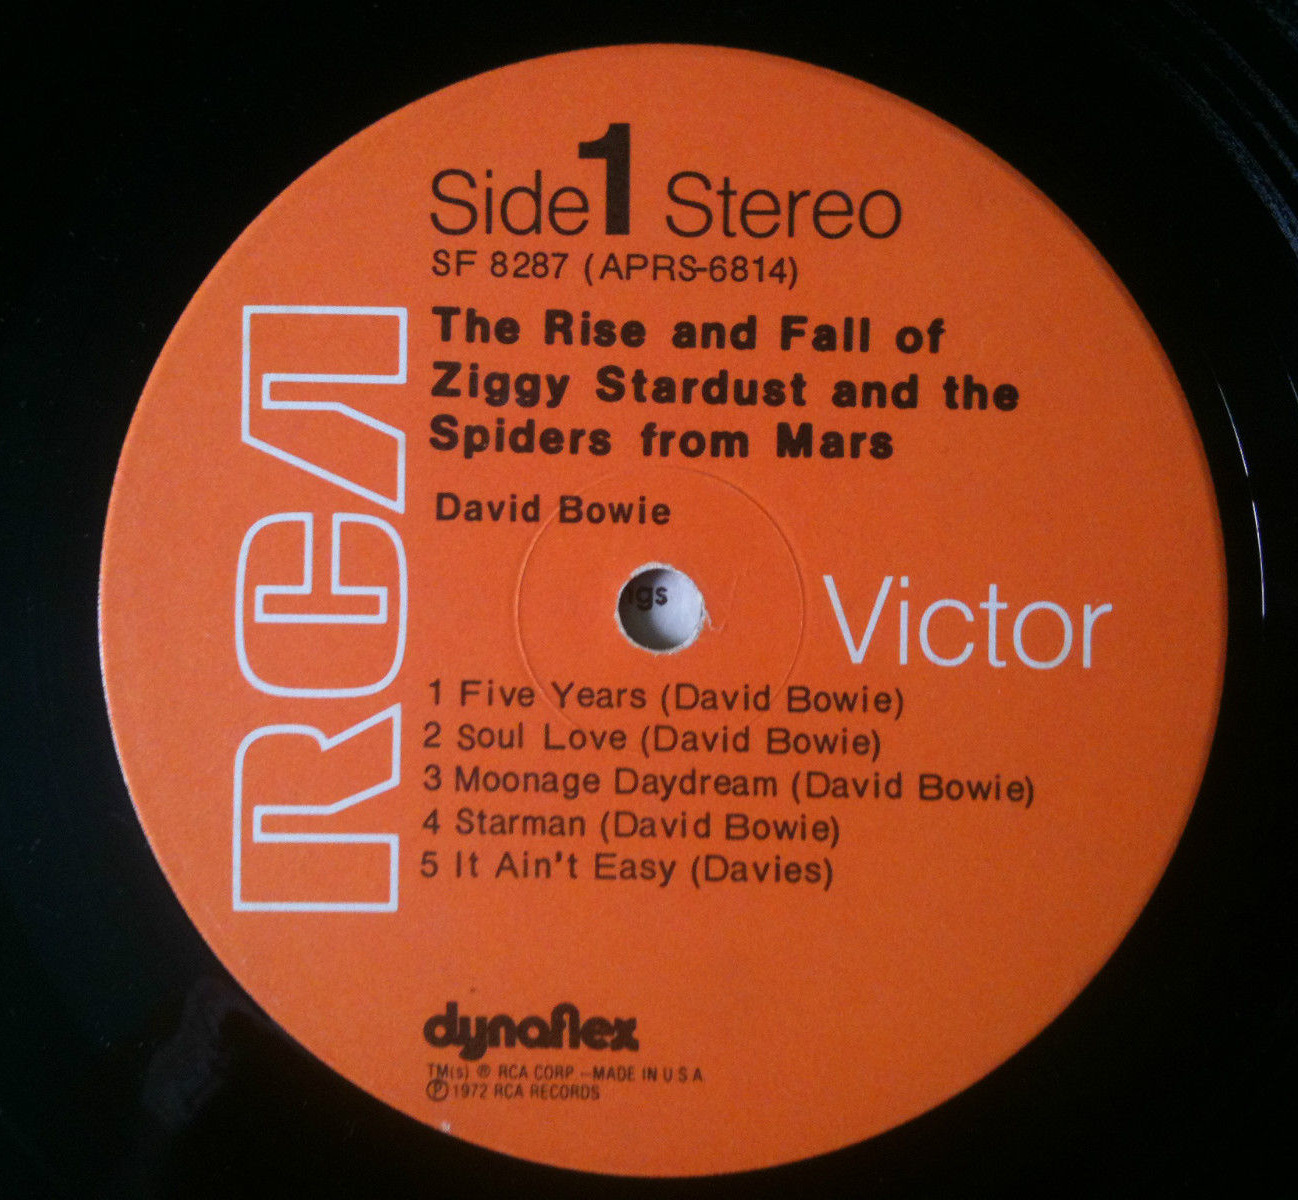 Side 1 Stereo
SF 8287 (APRS-6814)
The Rise and Fall of
Ziggy Stardust and the
Spiders from Mars
David Bowie
gs
RCA
Victor
1 Five Years (David Bowie)
2 Soul Love (David Bowie)
3 Moonage Daydream (David Bowie)
4 Starman (David Bowie)
5 It Ain't Easy (Davies)
dynaflex
TM(s) ® RCA CORP.—MADE IN U S A
Ⓟ 1972 RCA RECORDS